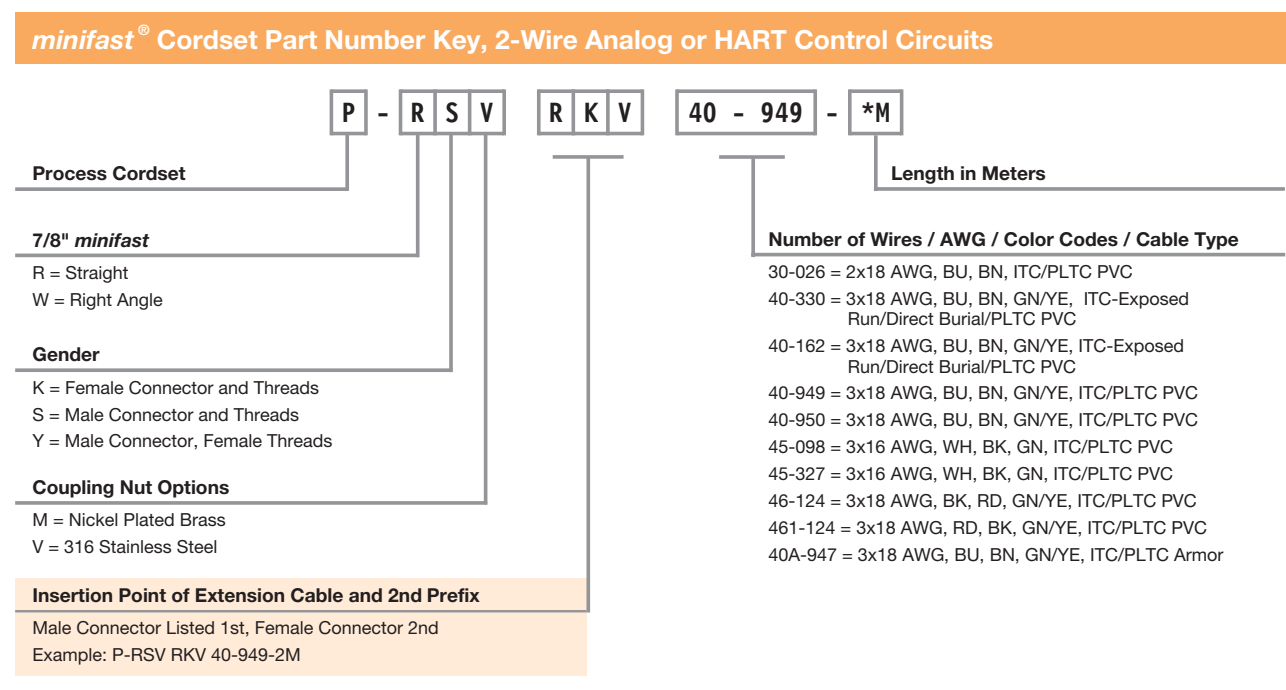 minifast® Cordset Part Number Key, 2-Wire Analog or HART Control Circuits
P - R S V R K V 40 - 949 - *M
Process Cordset
Length in Meters
7/8" minifast
R = Straight
W = Right Angle
Gender
K = Female Connector and Threads
S = Male Connector and Threads
Y = Male Connector, Female Threads
Coupling Nut Options
M = Nickel Plated Brass
V = 316 Stainless Steel
Insertion Point of Extension Cable and 2nd Prefix
Male Connector Listed 1st, Female Connector 2nd
Example: P-RSV RKV 40-949-2M
Number of Wires / AWG / Color Codes / Cable Type
30-026 = 2x18 AWG, BU, BN, ITC/PLTC PVC
40-330 = 3x18 AWG, BU, BN, GN/YE, ITC-Exposed
Run/Direct Burial/PLTC PVC
40-162 = 3x18 AWG, BU, BN, GN/YE, ITC-Exposed
Run/Direct Burial/PLTC PVC
40-949 = 3x18 AWG, BU, BN, GN/YE, ITC/PLTC PVC
40-950 = 3x18 AWG, BU, BN, GN/YE, ITC/PLTC PVC
45-098 = 3x16 AWG, WH, BK, GN, ITC/PLTC PVC
45-327 = 3x16 AWG, WH, BK, GN, ITC/PLTC PVC
46-124 = 3x18 AWG, BK, RD, GN/YE, ITC/PLTC PVC
461-124 = 3x18 AWG, RD, BK, GN/YE, ITC/PLTC PVC
40A-947 = 3x18 AWG, BU, BN, GN/YE, ITC/PLTC Armor